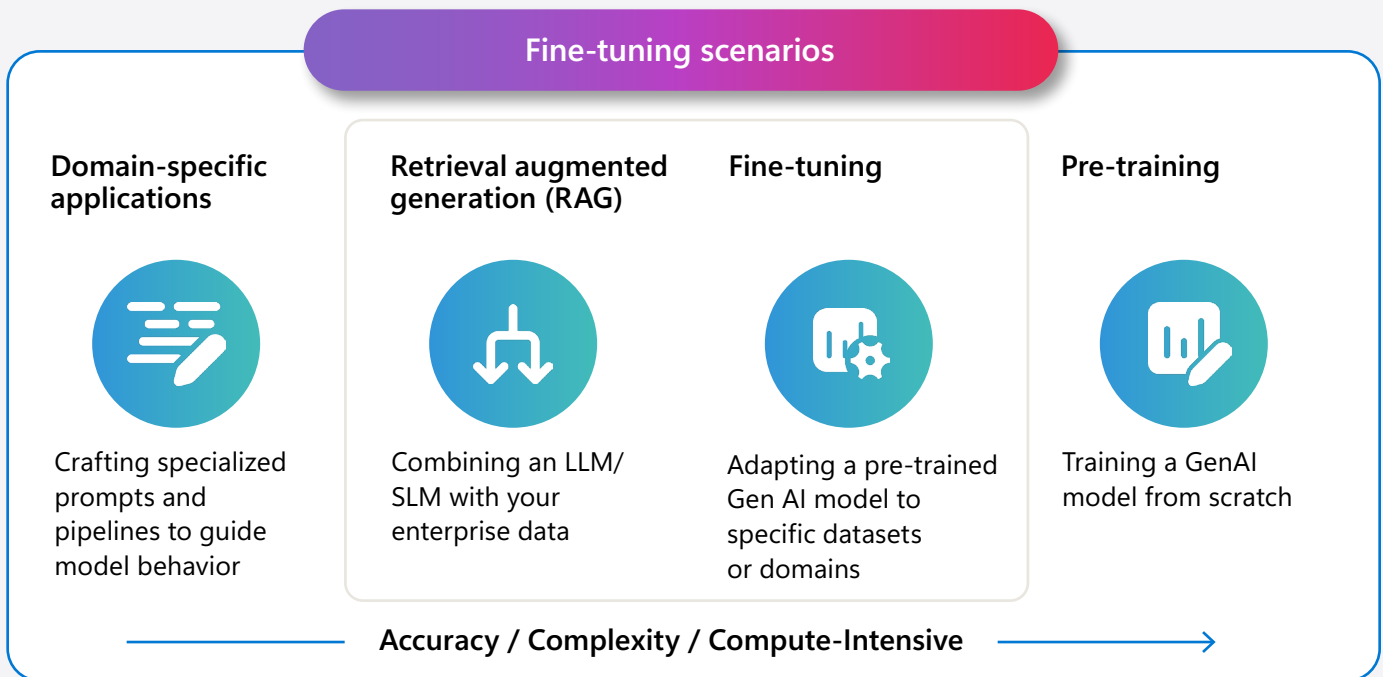 Fine-tuning scenarios
Domain-specific
applications
Crafting specialized
prompts and
pipelines to guide
model behavior
Retrieval augmented
generation (RAG)
Combining an LLM/
SLM with your
enterprise data
Fine-tuning
Adapting a pre-trained
Gen AI model to
specific datasets
or domains
Pre-training
Training a GenAI
model from scratch
Accuracy / Complexity / Compute-Intensive